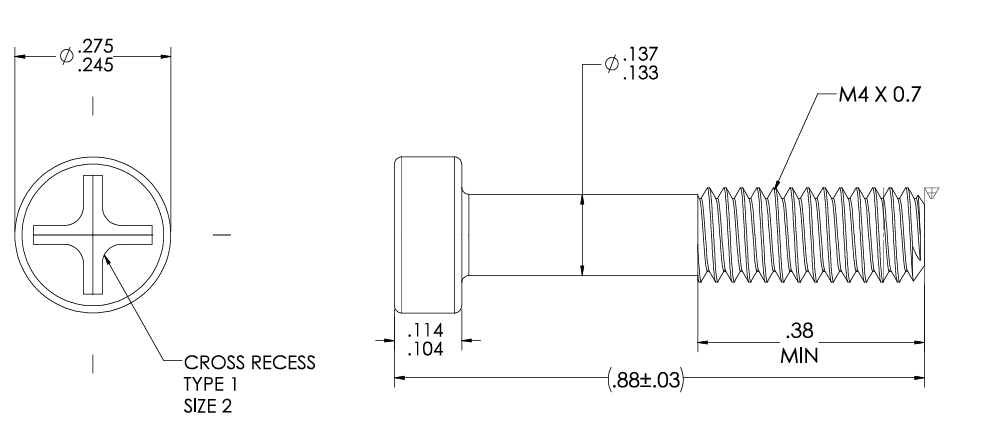 Ø .275
.245
CROSS RECESS
TYPE 1
SIZE 2
Ø .137
.133
M4 X 0.7
.114
.104
.38
MIN
(.88±.03)